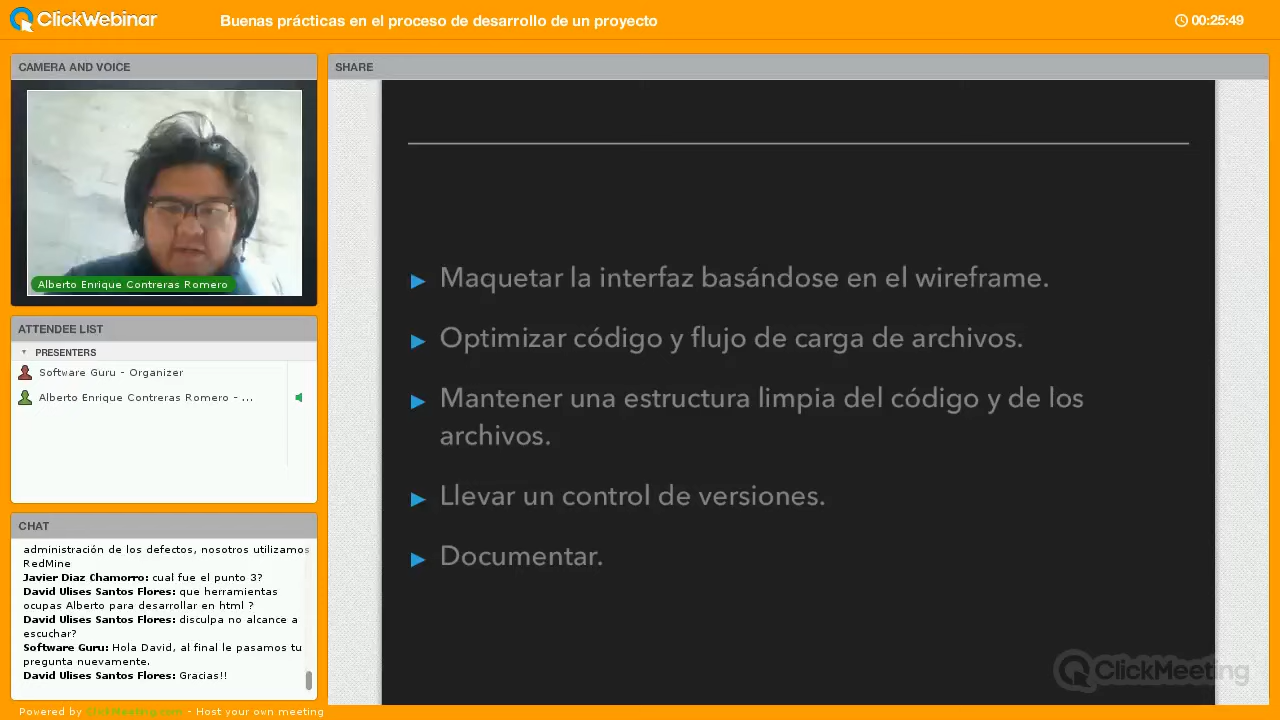 ClickWebinar
Buenas prácticas en el proceso de desarrollo de un proyecto
00:25:49
CAMERA AND VOICE
Alberto Enrique Contreras Romero
ATTENDEE LIST
PRESENTERS
Software Guru - Organizer
Alberto Enrique Contreras Romero - ...
CHAT
administración de los defectos, nosotros utilizamos
RedMine
Javier Diaz Chamorro: cual fue el punto 3?
David Ulises Santos Flores: que herramientas
ocupas Alberto para desarrollar en html ?
David Ulises Santos Flores: disculpa no alcance a
escuchar?
Software Guru: Hola David, al final le pasamos tu
pregunta nuevamente.
David Ulises Santos Flores: Gracias!!
SHARE
Maquetar la interfaz basándose en el wireframe.
Optimizar código y flujo de carga de archivos.
Mantener una estructura limpia del código y de los
archivos.
Llevar un control de versiones.
Documentar.
ClickMeeting
Powered by ClickMeeting.com - Host your own meeting